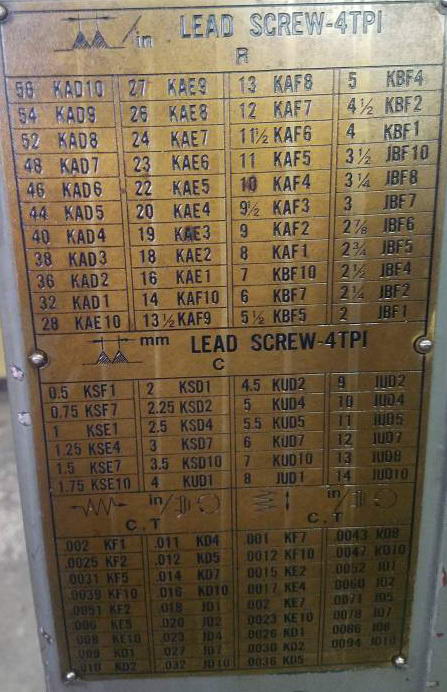 /in LEAD SCREW-4TPI
R
56 KAD10 27 KAE9 13 KAF8 5 KBF4
54 KAD9 26 KAE8 12 KAF7 4½ KBF2
52 KAD8 24 KAE7 11½ KAF6 4 KBF1
48 KAD7 23 KAE6 11 KAF5 3½ JBF10
46 KAD6 22 KAE5 10 KAF4 3¼ JBF8
44 KAD5 20 KAE4 9½ KAF3 3 JBF7
40 KAD4 19 KAE3 9 KAF2 2⅞ JBF6
38 KAD3 18 KAE2 8 KAF1 2¾ JBF5
36 KAD2 16 KAE1 7 KBF10 2½ JBF4
32 KAD1 14 KAF10 6 KBF7 2¼ JBF2
28 KAE10 13½ KAF9 5½ KBF5 2 JBF1
mm LEAD SCREW-4TPI
C
0.5 KSF1 2 KSD1 4.5 KUD2 9 JUD2
0.75 KSF7 2.25 KSD2 5 KUD4 10 JUD4
1 KSE1 2.5 KSD4 5.5 KUD5 11 JUD5
1.25 KSE4 3 KSD7 6 KUD7 12 JUD7
1.5 KSE7 3.5 KSD10 7 KUD10 13 JUD8
1.75 KSE10 4 KUD1 8 JUD1 14 JUD10
in/ in/
C.T C.T
.002 KF1 .011 KD4 .001 KF7 .0043 KD8
.0025 KF2 .012 KD5 .0012 KF10 .0047 KD10
.0031 KF5 .014 KD7 .0015 KE2 .0052 JD1
.0039 KF10 .016 KD10 .0017 KE4 .0060 JD2
.0051 KE2 .018 JD1 .002 KE7 .0071 JD5
.006 KE5 .020 JD2 .0023 KE10 .0078 JD7
.008 KE10 .023 JD4 .0026 KD1 .0086 JD8
.009 KD1 .027 JD7 .0030 KD2 .0094 JD10
.010 KD2 .032 JD10 .0036 KD5